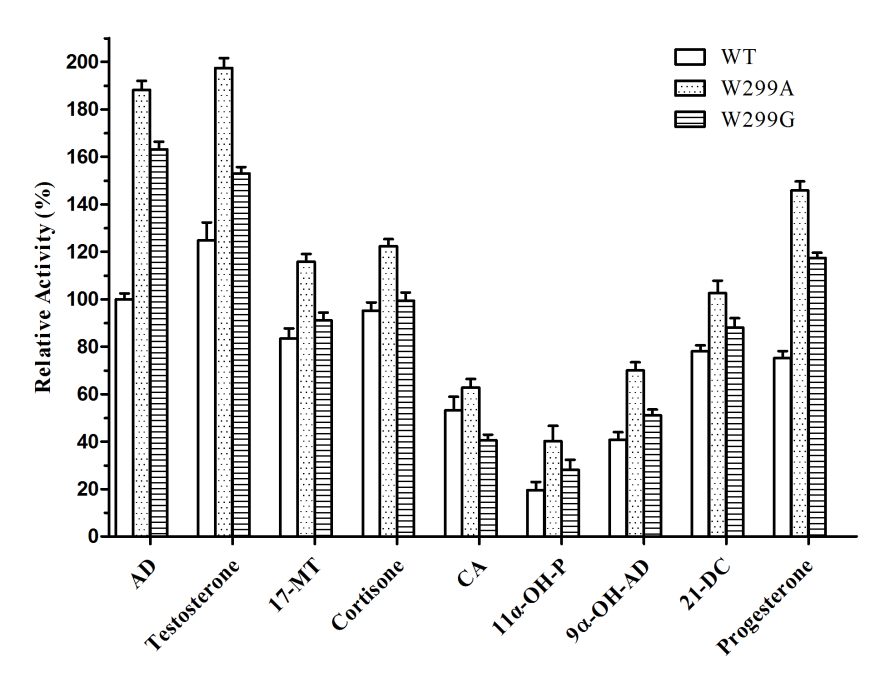 WT
W299A
W299G
Relative Activity (%)
200
180
160
140
120
100
80
60
40
20
0
AD
Testosterone
17-MT
Cortisone
CA
11α-OH-P
9α-OH-AD
21-DC
Progesterone